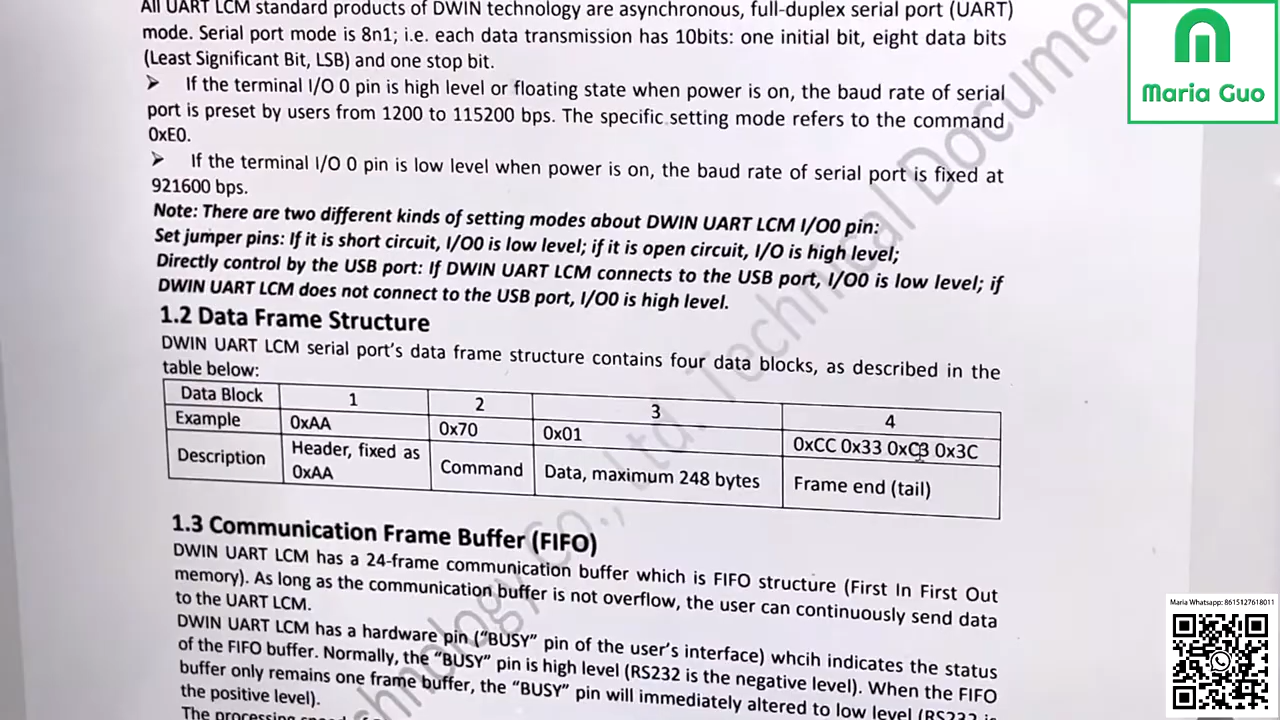 All UART LCM standard products of DWIN technology are asynchronous, full-duplex serial port (UART)
mode. Serial port mode is 8n1; i.e. each data transmission has 10bits: one initial bit, eight data bits
(Least Significant Bit, LSB) and one stop bit.
➢ If the terminal I/O 0 pin is high level or floating state when power is on, the baud rate of serial
port is preset by users from 1200 to 115200 bps. The specific setting mode refers to the command
0xE0.
➢ If the terminal I/O 0 pin is low level when power is on, the baud rate of serial port is fixed at
921600 bps.
Note: There are two different kinds of setting modes about DWIN UART LCM I/O0 pin:
Set jumper pins: If it is short circuit, I/O0 is low level; if it is open circuit, I/O is high level;
Directly control by the USB port: If DWIN UART LCM connects to the USB port, I/O0 is low level; if
DWIN UART LCM does not connect to the USB port, I/O0 is high level.
1.2 Data Frame Structure
DWIN UART LCM serial port's data frame structure contains four data blocks, as described in the
table below:
Data Block 1 2 3 4
Example 0xAA 0x70 0x01 0xCC 0x33 0xC3 0x3C
Description Header, fixed as 0xAA Command Data, maximum 248 bytes Frame end (tail)
1.3 Communication Frame Buffer (FIFO)
DWIN UART LCM has a 24-frame communication buffer which is FIFO structure (First In First Out
memory). As long as the communication buffer is not overflow, the user can continuously send data
to the UART LCM.
DWIN UART LCM has a hardware pin ("BUSY" pin of the user's interface) whcih indicates the status
of the FIFO buffer. Normally, the "BUSY" pin is high level (RS232 is the negative level). When the FIFO
buffer only remains one frame buffer, the "BUSY" pin will immediately altered to low level (RS232 is
the positive level).
The processing speed of
Technology Co., Ltd. Technical Document
Maria Guo
Maria Whatsapp: 8615127618011